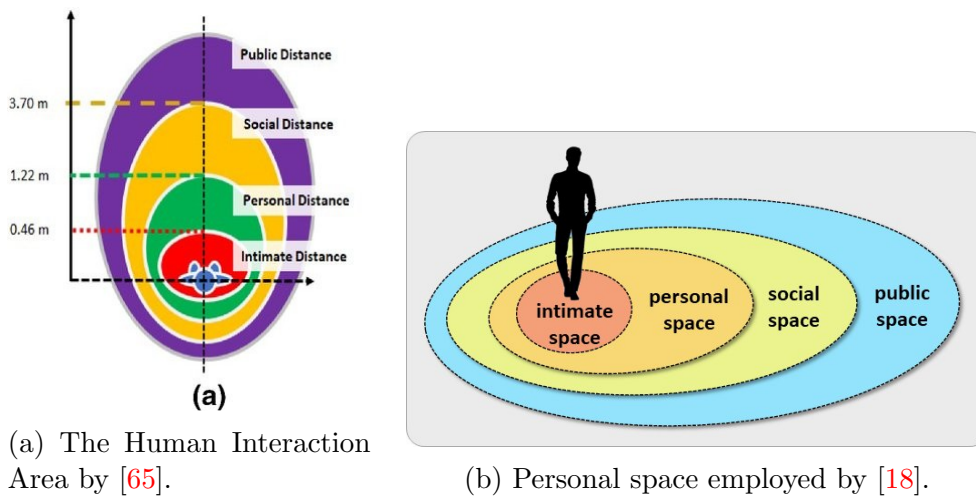 Public Distance
3.70 m
Social Distance
1.22 m
Personal Distance
0.46 m
Intimate Distance
(a)
(a) The Human Interaction
Area by [65].
intimate
space
personal
space
social
space
public
space
(b) Personal space employed by [18].